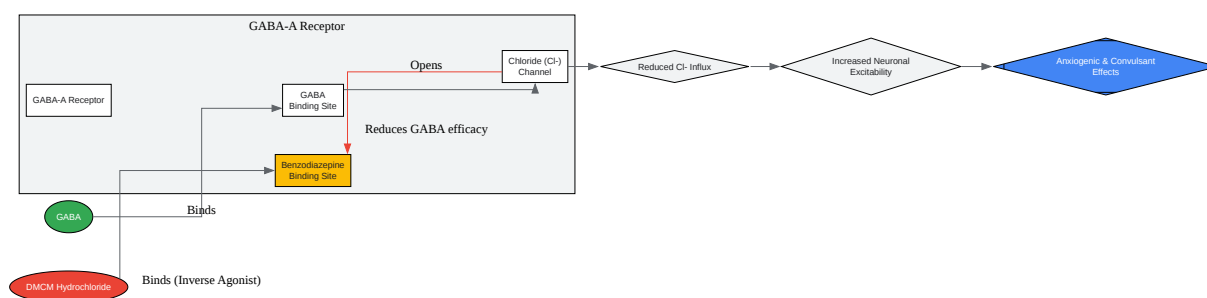 GABA-A Receptor
Chloride (Cl-)
Channel
Opens
Reduced Cl- Influx
Increased Neuronal
Excitability
Anxiogenic & Convulsant
Effects
GABA-A Receptor
GABA
Binding Site
Reduces GABA efficacy
Benzodiazepine
Binding Site
Binds
GABA
Binds (Inverse Agonist)
DMCM Hydrochloride